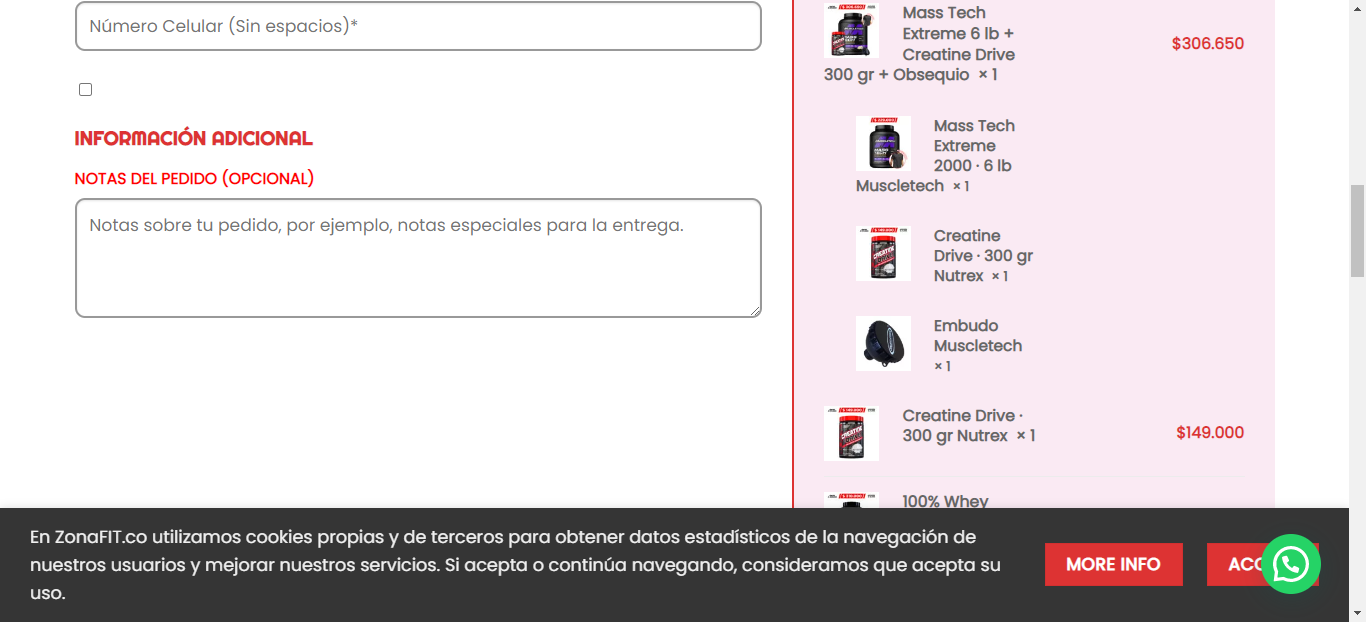 Número Celular (Sin espacios)*
INFORMACIÓN ADICIONAL
NOTAS DEL PEDIDO (OPCIONAL)
Notas sobre tu pedido, por ejemplo, notas especiales para la entrega.
Mass Tech
Extreme 6 lb +
Creatine Drive
300 gr + Obsequio × 1
$306.650
Mass Tech
Extreme
2000 · 6 lb
Muscletech × 1
Creatine
Drive · 300 gr
Nutrex × 1
Embudo
Muscletech
× 1
Creatine Drive ·
300 gr Nutrex × 1
$149.000
100% Whey
En ZonaFIT.co utilizamos cookies propias y de terceros para obtener datos estadísticos de la navegación de
nuestros usuarios y mejorar nuestros servicios. Si acepta o continúa navegando, consideramos que acepta su
uso.
MORE INFO